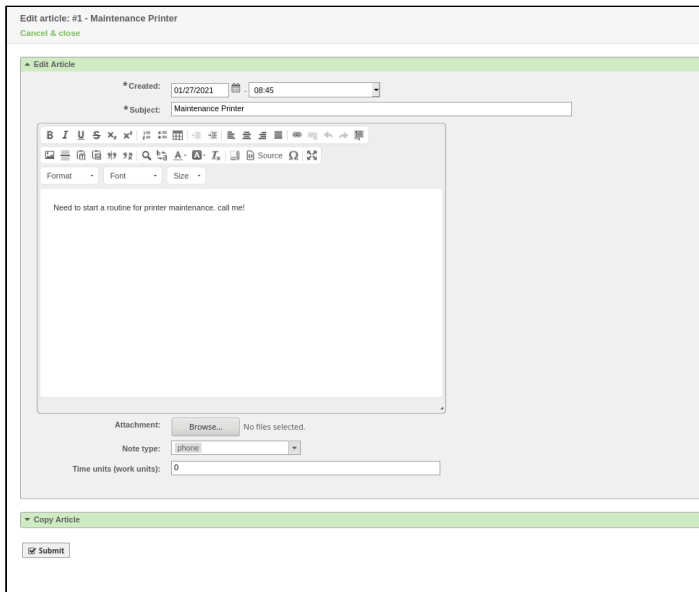 Edit article: #1 - Maintenance Printer
Cancel & close
Edit Article
*Created: 01/27/2021 - 08:45
*Subject: Maintenance Printer
Source
Format Font Size
Need to start a routine for printer maintenance. call me!
Attachment: Browse... No files selected.
Note type: phone
Time units (work units): 0
Copy Article
Submit